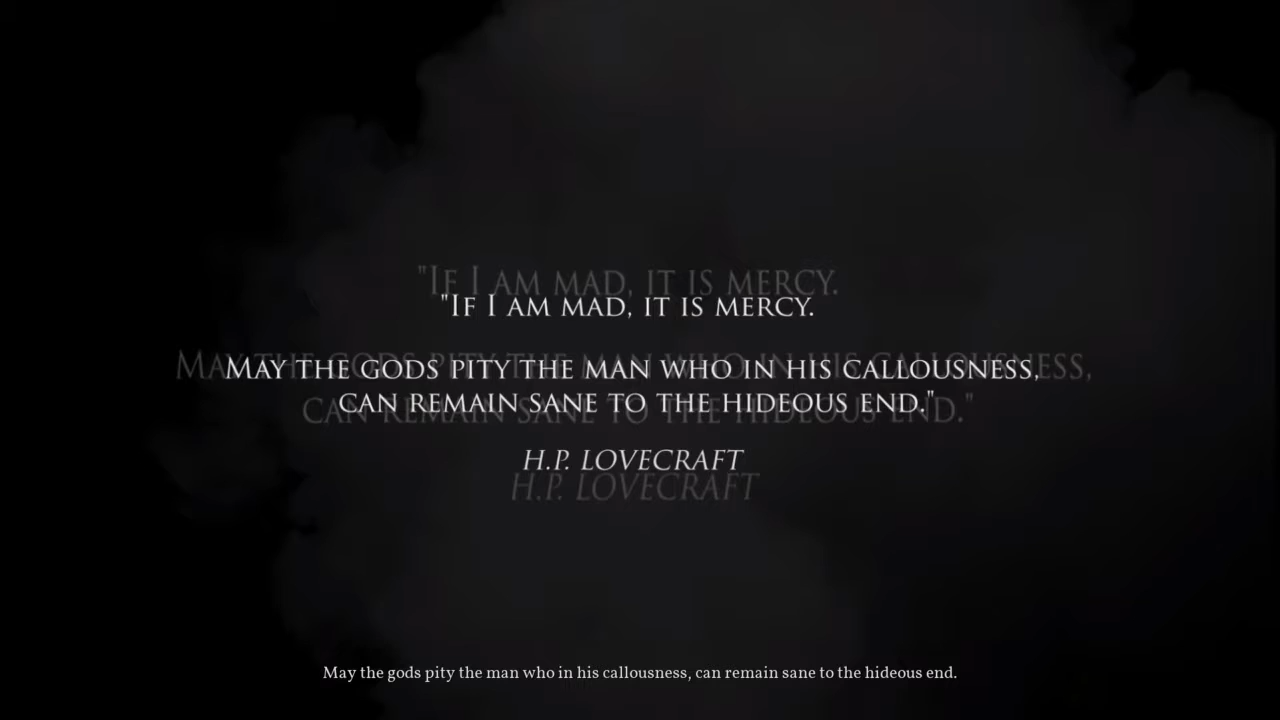 "If I am mad, it is mercy.
May the gods pity the man who in his callousness,
can remain sane to the hideous end."
H.P. Lovecraft
May the gods pity the man who in his callousness, can remain sane to the hideous end.